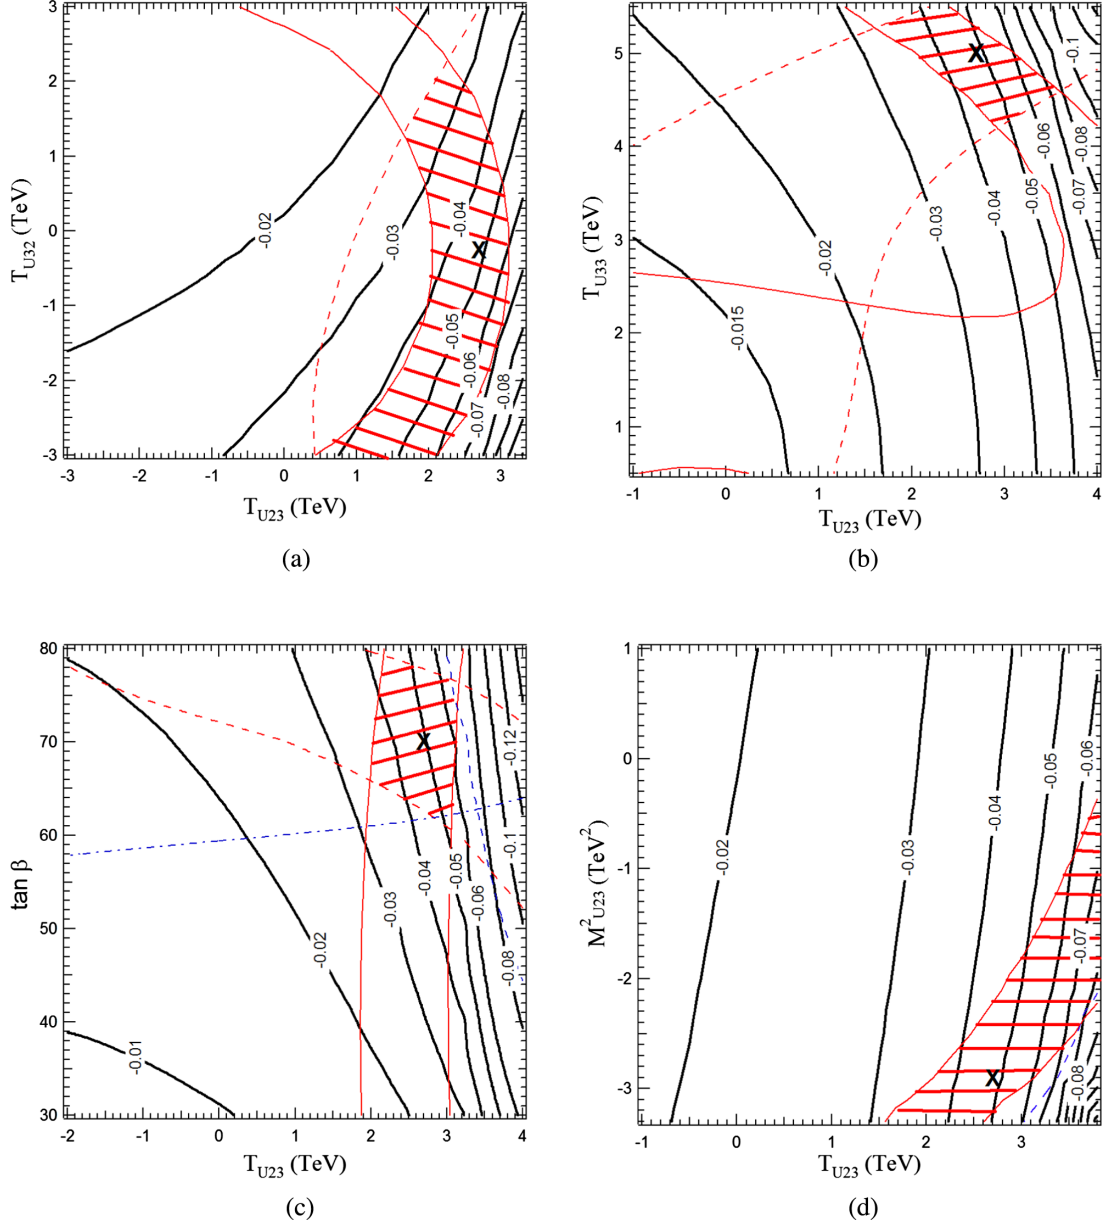 3
2
1
0
-1
-2
-3
T_U32 (TeV)
-0.02
-0.03
-0.04
X
-0.05
-0.06
-0.07
-0.08
-3 -2 -1 0 1 2 3
T_U23 (TeV)
(a)
5
4
3
2
1
T_U33 (TeV)
X
-0.1
-0.06
-0.08
-0.07
-0.05
-0.04
-0.03
-0.02
-0.015
-1 0 1 2 3 4
T_U23 (TeV)
(b)
80
70
60
50
40
30
tan β
X
-0.12
-0.1
-0.05
-0.04
-0.06
-0.03
-0.02
-0.08
-0.01
-2 -1 0 1 2 3 4
T_U23 (TeV)
(c)
1
0
-1
-2
-3
M²_U23 (TeV²)
-0.06
-0.05
-0.04
-0.03
-0.02
-0.07
X
-0.08
-1 0 1 2 3
T_U23 (TeV)
(d)